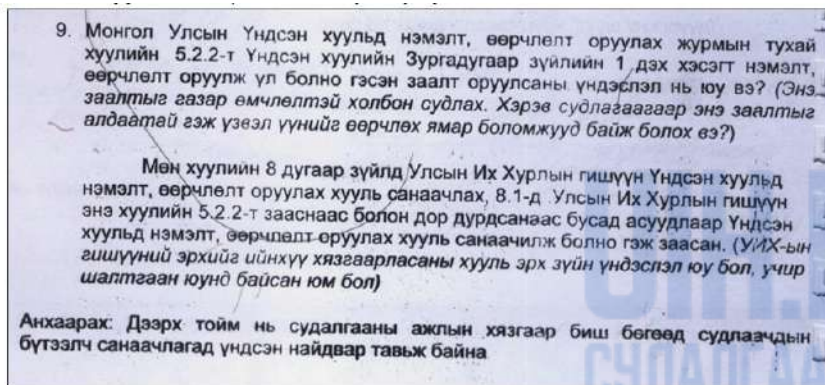 9. Монгол Улсын Үндсэн хуульд нэмэлт, өөрчлөлт оруулах журмын тухай
хуулийн 5.2.2-т Үндсэн хуулийн Зургадугаар зүйлийн 1 дэх хэсэгт нэмэлт,
өөрчлөлт оруулж үл болно гэсэн заалт оруулсаны үндэслэл нь юу вэ? (Энэ
заалтыг газар өмчлөлтэй холбон судлах. Хэрэв судлагаагаар энэ заалтыг
алдаатай гэж үзвэл үүнийг өөрчлөх ямар боломжууд байж болох вэ?)
Мөн хуулийн 8 дугаар зүйлд Улсын Их Хурлын гишүүн Үндсэн хуульд
нэмэлт, өөрчлөлт оруулах хууль санаачлах, 8.1-д Улсын Их Хурлын гишүүн
энэ хуулийн 5.2.2-т зааснаас болон дор дурдсанаас бусад асуудлаар Үндсэн
хуульд нэмэлт, өөрчлөлт оруулах хууль санаачилж болно гэж заасан. (УИХ-ын
гишүүний эрхийг ийнхүү хязгаарласаны хууль эрх зүйн үндэслэл юу бол, учир
шалтгаан юунд байсан юм бол)
Анхаарах: Дээрх тойм нь судалгааны ажлын хязгаар биш бөгөөд судлаачдын
бүтээлч санаачлагад үндсэн найдвар тавьж байна